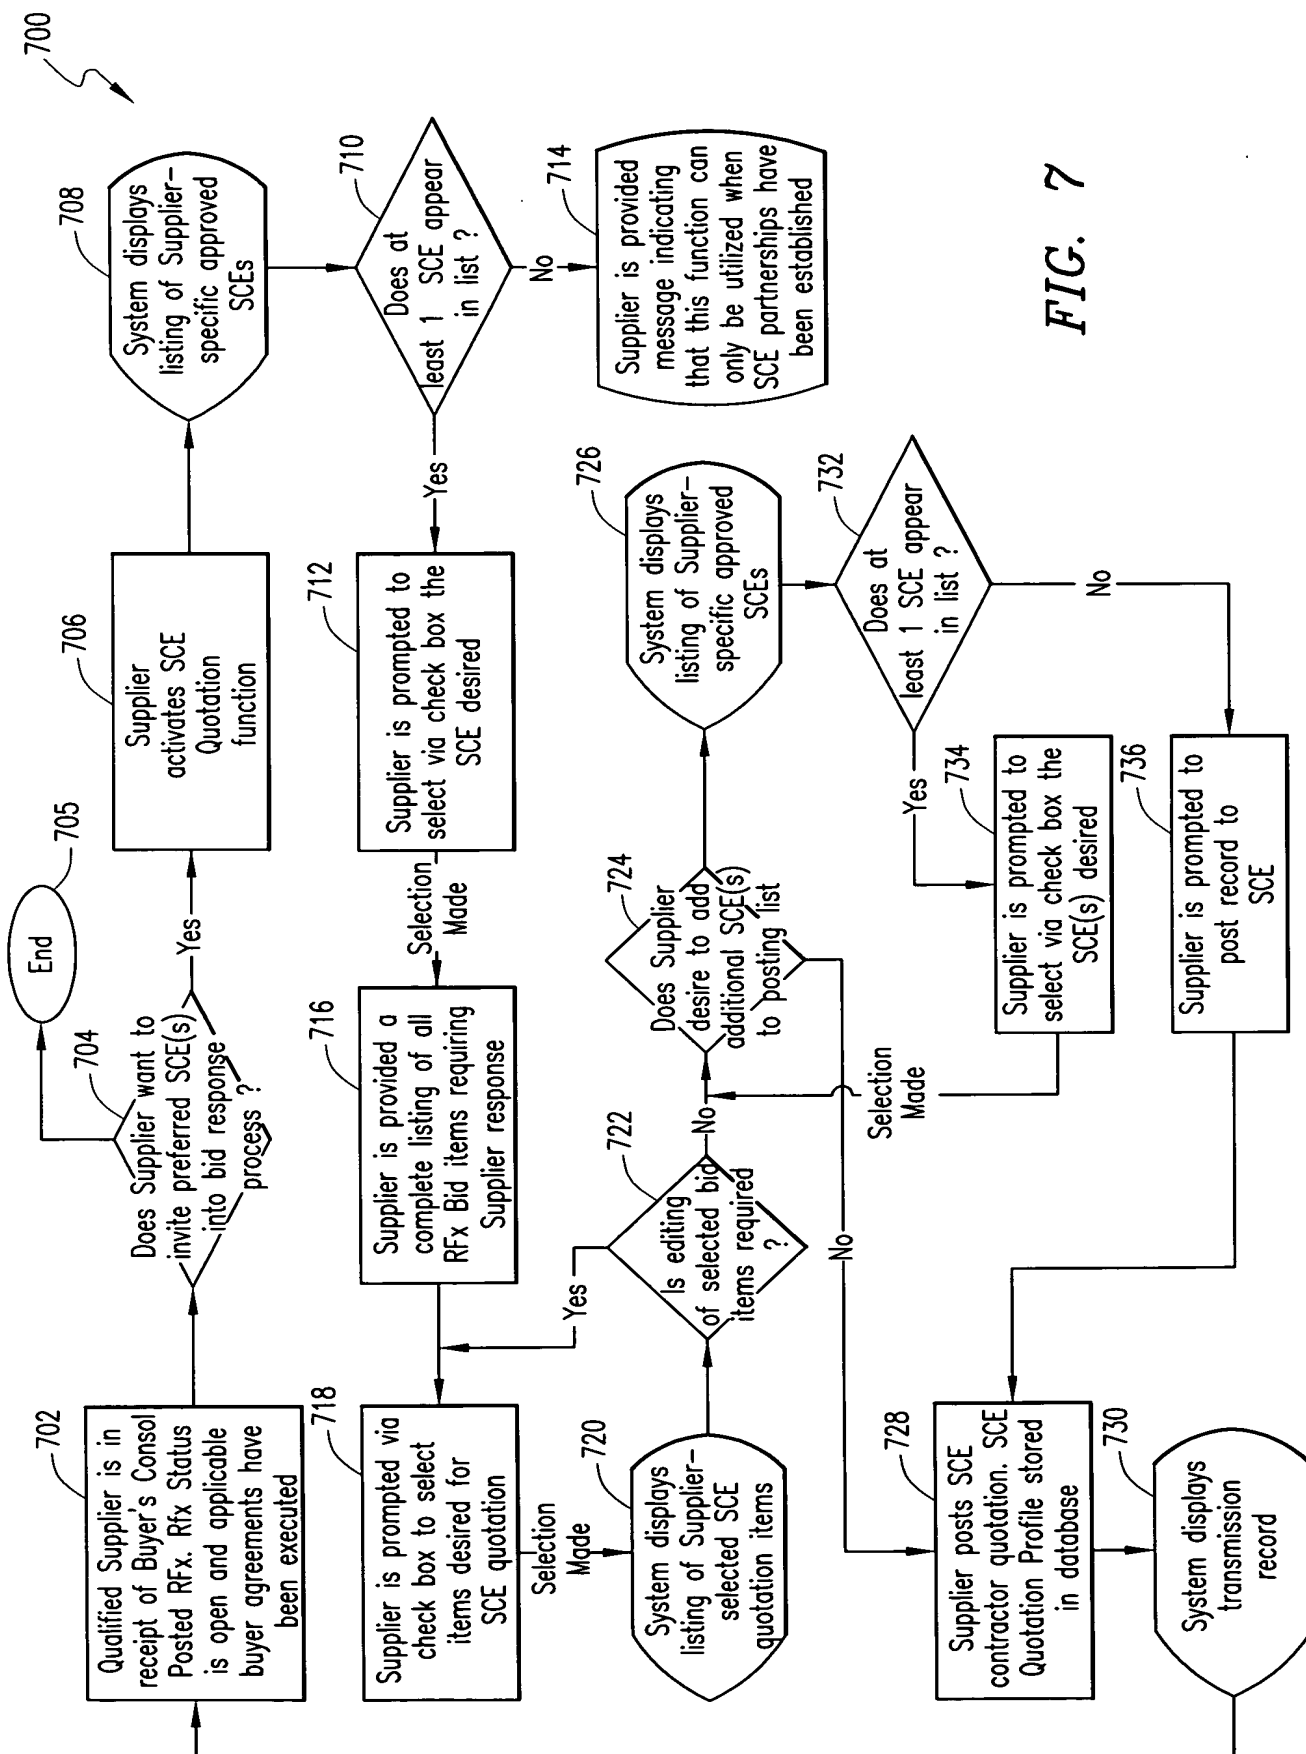 700
702
Qualified Supplier is in
receipt of Buyer's Consol
Posted RFx. Rfx Status
is open and applicable
buyer agreements have
been executed
704
Does Supplier want to
invite preferred SCE(s)
into bid response
process ?
Yes
705
End
706
Supplier
activates SCE
Quotation
function
708
System displays
listing of Supplier–
specific approved
SCEs
710
Does at
least 1 SCE appear
in list ?
Yes
No
712
Supplier is prompted to
select via check box the
SCE desired
Selection
Made
714
Supplier is provided
message indicating
that this function can
only be utilized when
SCE partnerships have
been established
716
Supplier is provided a
complete listing of all
RFx Bid items requiring
Supplier response
718
Supplier is prompted via
check box to select
items desired for
SCE quotation
Selection
Made
720
System displays
listing of Supplier–
selected SCE
quotation items
722
Is editing
of selected bid
items required
?
Yes
No
724
Does Supplier
desire to add
additional SCE(s)
to posting list
No
726
System displays
listing of Supplier–
specific approved
SCEs
732
Does at
least 1 SCE appear
in list ?
Yes
No
734
Supplier is prompted to
select via check box the
SCE(s) desired
Selection
Made
736
Supplier is prompted to
post record to
SCE
728
Supplier posts SCE
contractor quotation. SCE
Quotation Profile stored
in database
730
System displays
transmission
record
FIG. 7